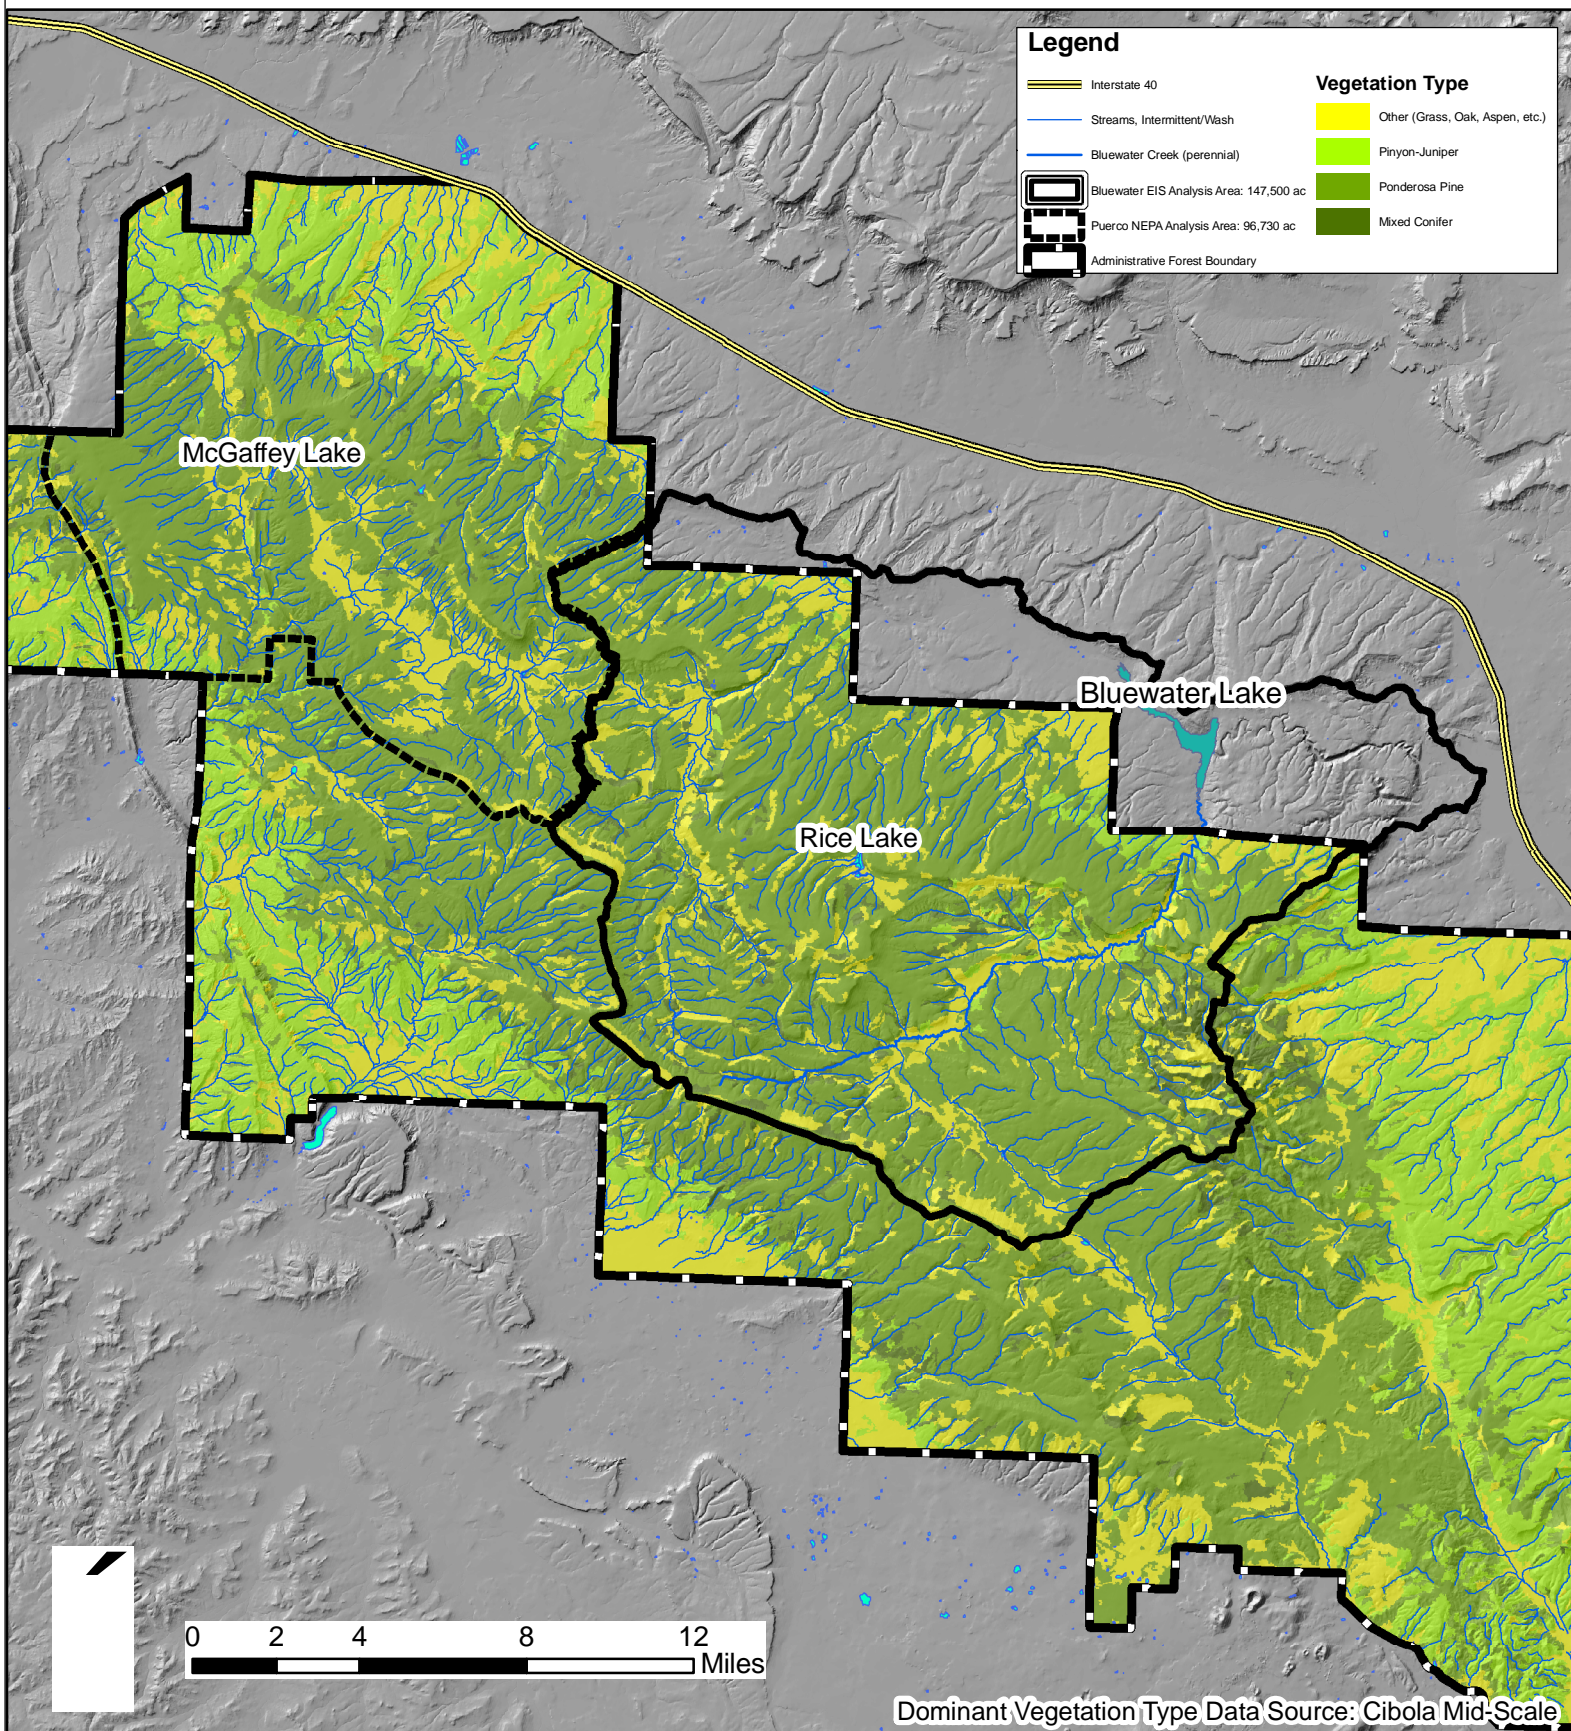 Legend
Interstate 40
Streams, Intermittent/Wash
Bluewater Creek (perennial)
Bluewater EIS Analysis Area: 147,500 ac
Puerco NEPA Analysis Area: 96,730 ac
Administrative Forest Boundary
Vegetation Type
Other (Grass, Oak, Aspen, etc.)
Pinyon-Juniper
Ponderosa Pine
Mixed Conifer
McGaffey Lake
Bluewater Lake
Rice Lake
0 2 4 8 12
Miles
Dominant Vegetation Type Data Source: Cibola Mid-Scale